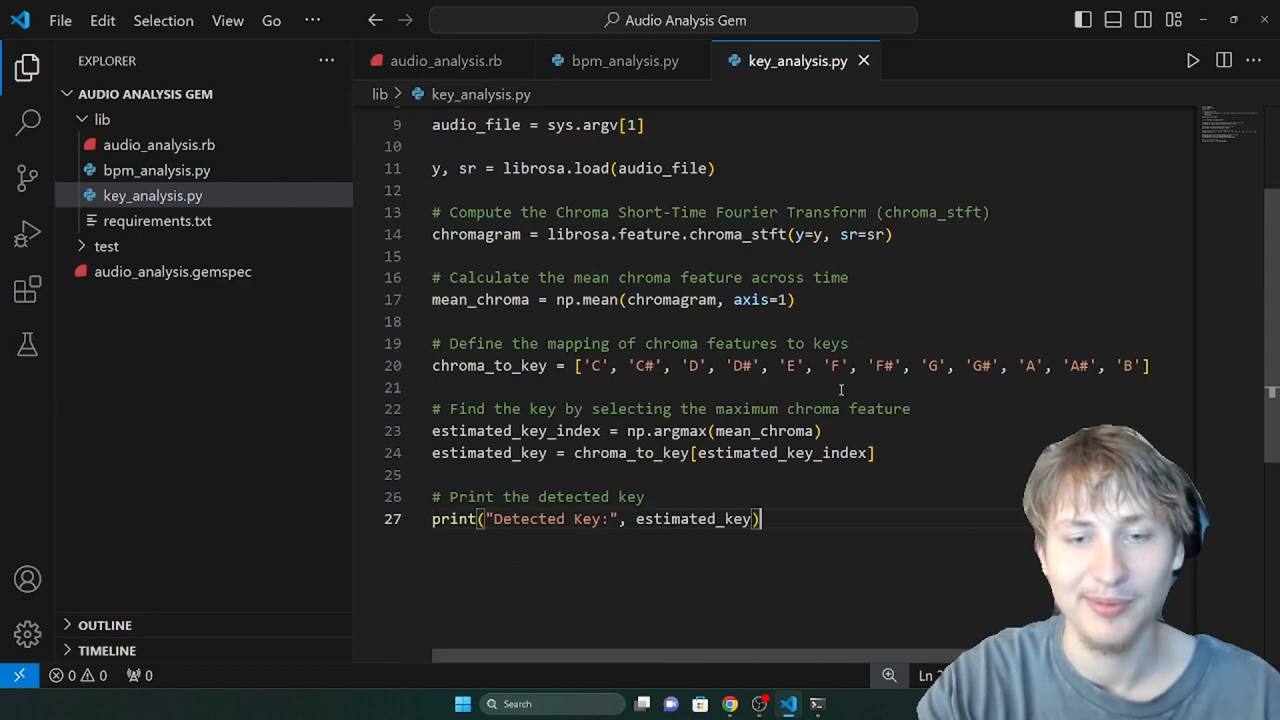 File Edit Selection View Go ···
Audio Analysis Gem
EXPLORER ···
AUDIO ANALYSIS GEM
lib
audio_analysis.rb
bpm_analysis.py
key_analysis.py
requirements.txt
test
audio_analysis.gemspec
OUTLINE
TIMELINE
audio_analysis.rb bpm_analysis.py key_analysis.py
lib > key_analysis.py
9 audio_file = sys.argv[1]
10
11 y, sr = librosa.load(audio_file)
12
13 # Compute the Chroma Short-Time Fourier Transform (chroma_stft)
14 chromagram = librosa.feature.chroma_stft(y=y, sr=sr)
15
16 # Calculate the mean chroma feature across time
17 mean_chroma = np.mean(chromagram, axis=1)
18
19 # Define the mapping of chroma features to keys
20 chroma_to_key = ['C', 'C#', 'D', 'D#', 'E', 'F', 'F#', 'G', 'G#', 'A', 'A#', 'B']
21
22 # Find the key by selecting the maximum chroma feature
23 estimated_key_index = np.argmax(mean_chroma)
24 estimated_key = chroma_to_key[estimated_key_index]
25
26 # Print the detected key
27 print("Detected Key:", estimated_key)
0 0 0 Ln
Search